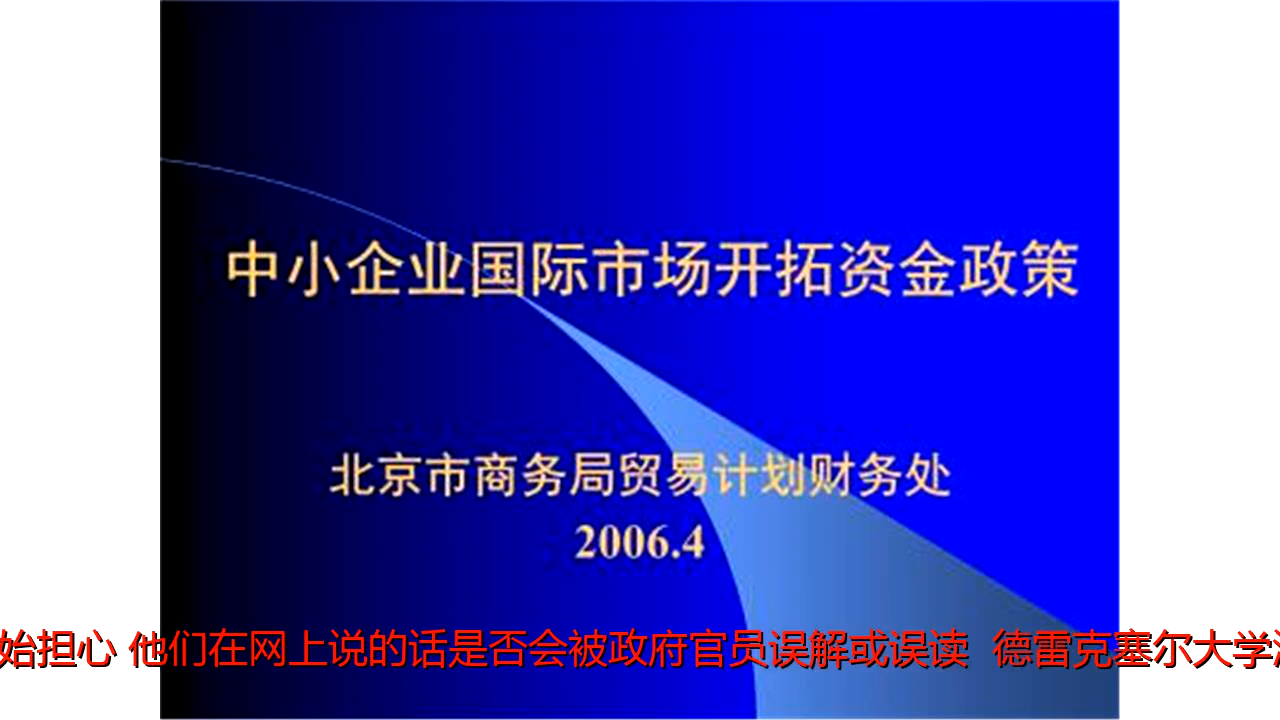 中小企业国际市场开拓资金政策
北京市商务局贸易计划财务处
2006.4
始担心 他们在网上说的话是否会被政府官员误解或误读 德雷克塞尔大学